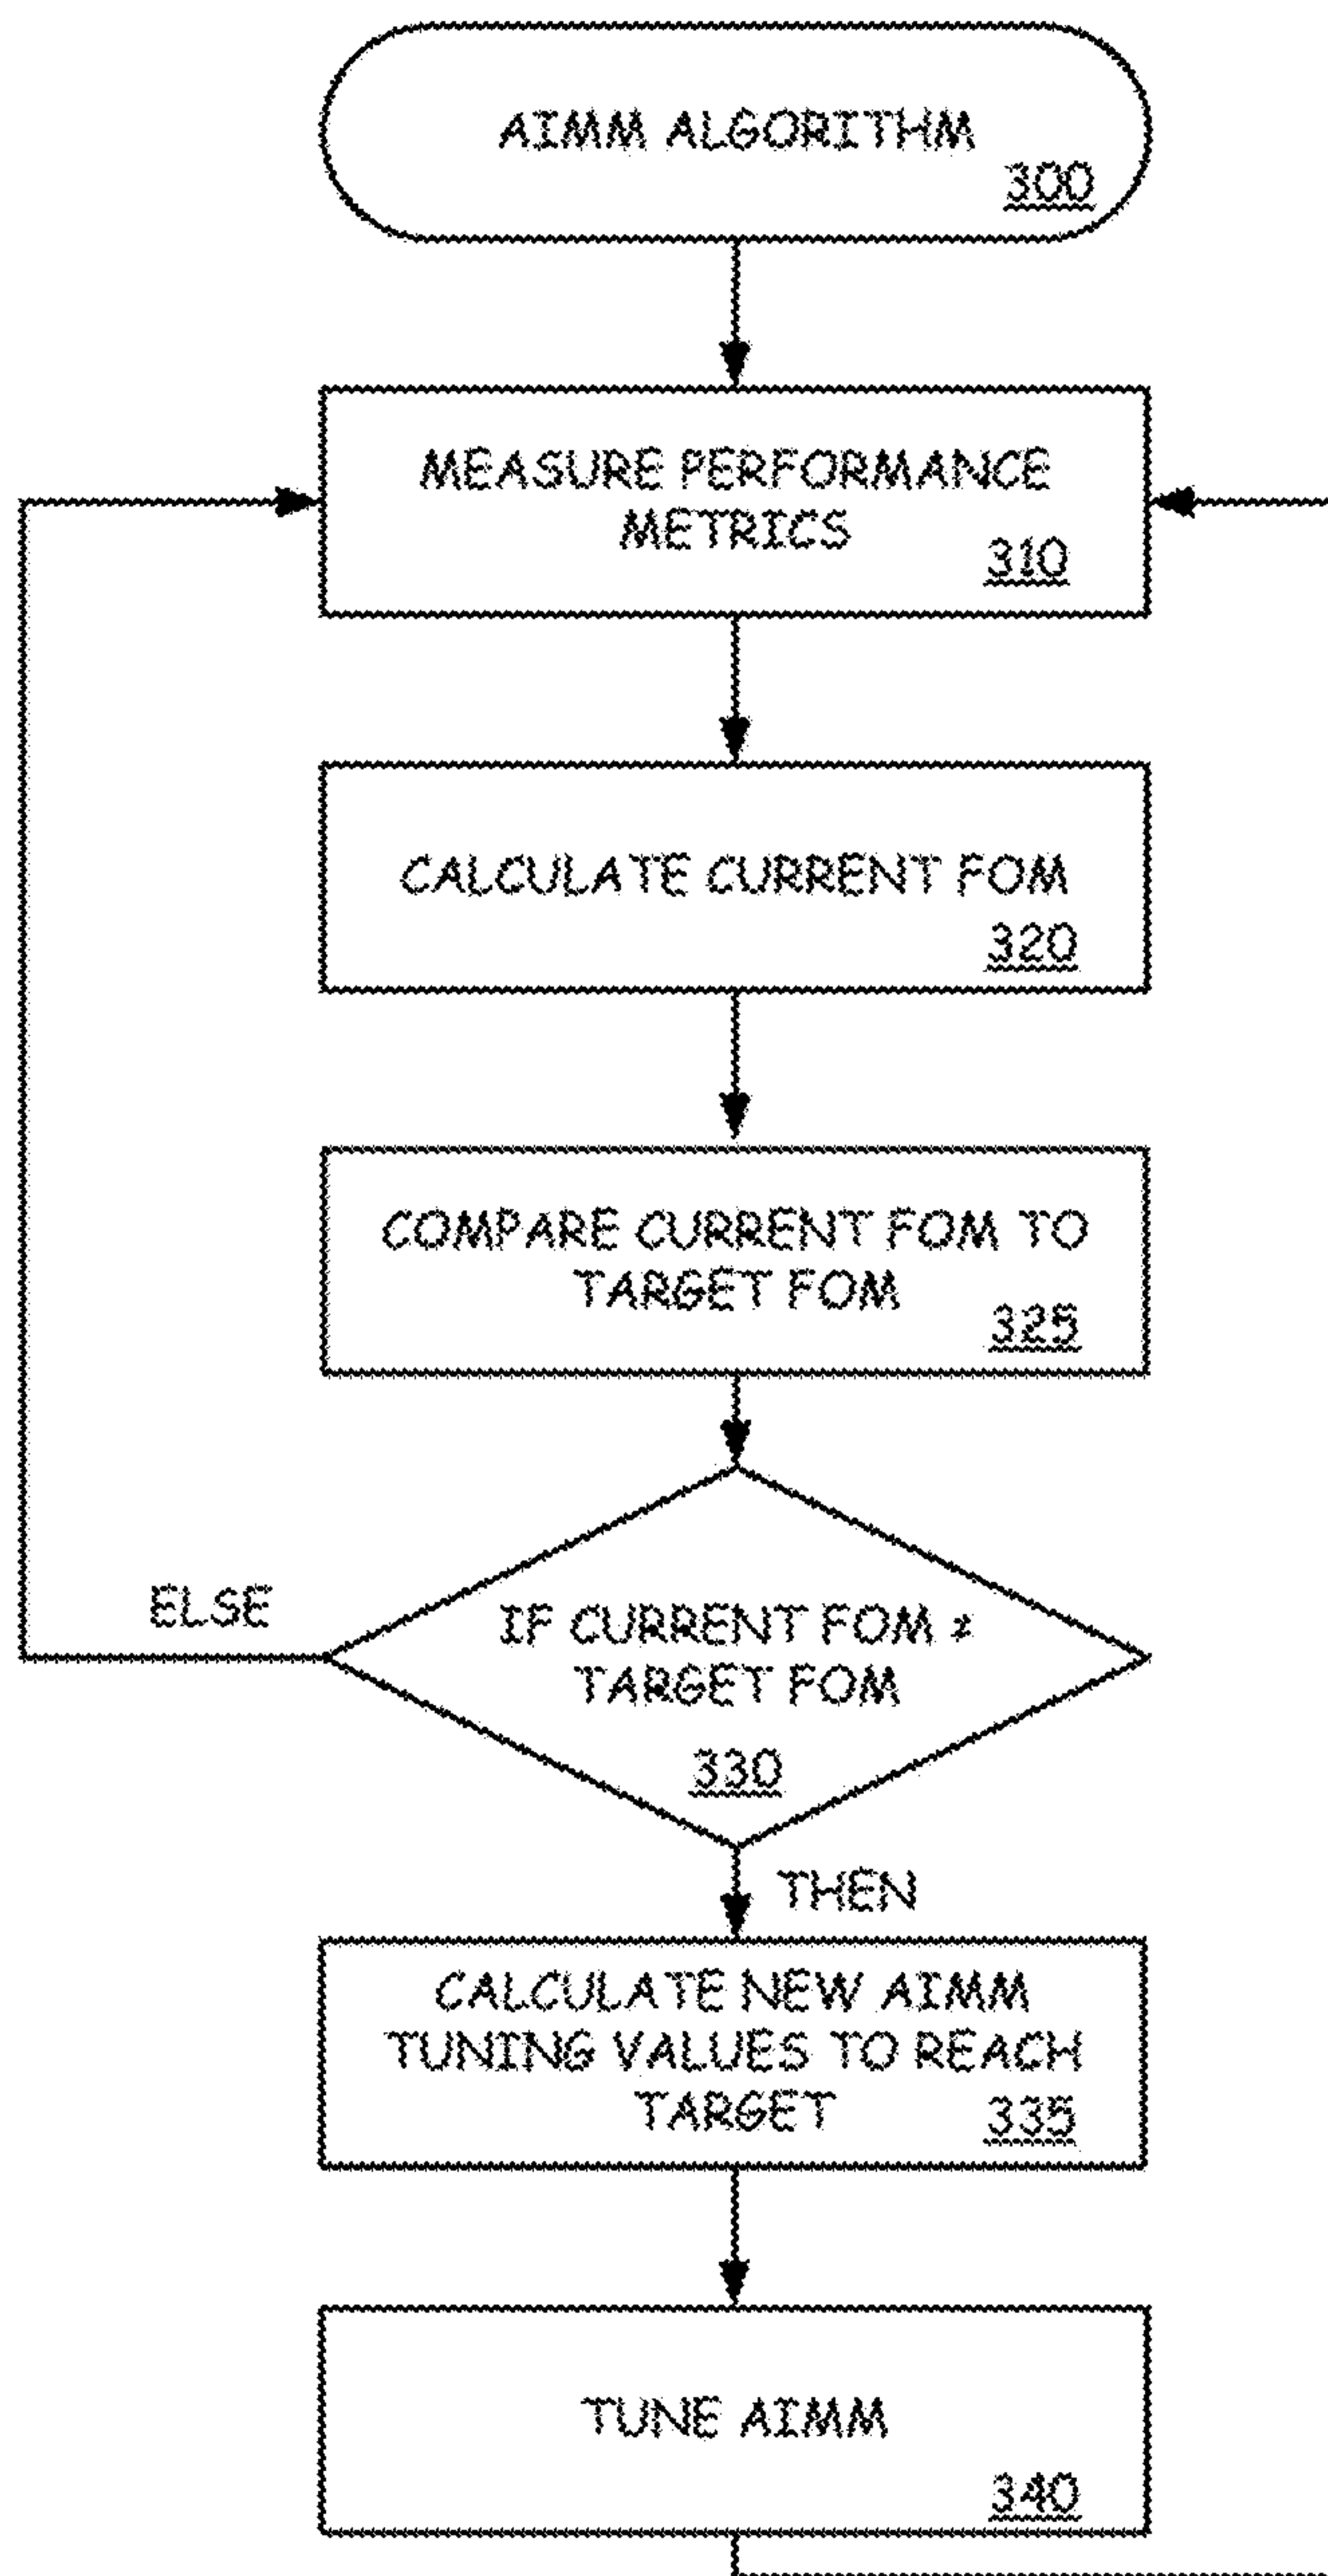 AIMM ALGORITHM
300
MEASURE PERFORMANCE
METRICS
310
CALCULATE CURRENT FOM
320
COMPARE CURRENT FOM TO
TARGET FOM
325
ELSE
IF CURRENT FOM ≠
TARGET FOM
330
THEN
CALCULATE NEW AIMM
TUNING VALUES TO REACH
TARGET
335
TUNE AIMM
340